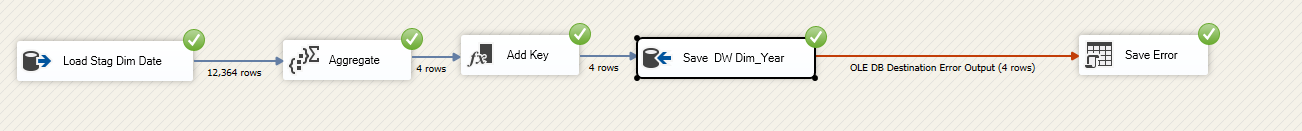 Load Stag Dim Date
12,364 rows
Aggregate
4 rows
fx
Add Key
4 rows
Save DW Dim_Year
OLE DB Destination Error Output (4 rows)
Save Error